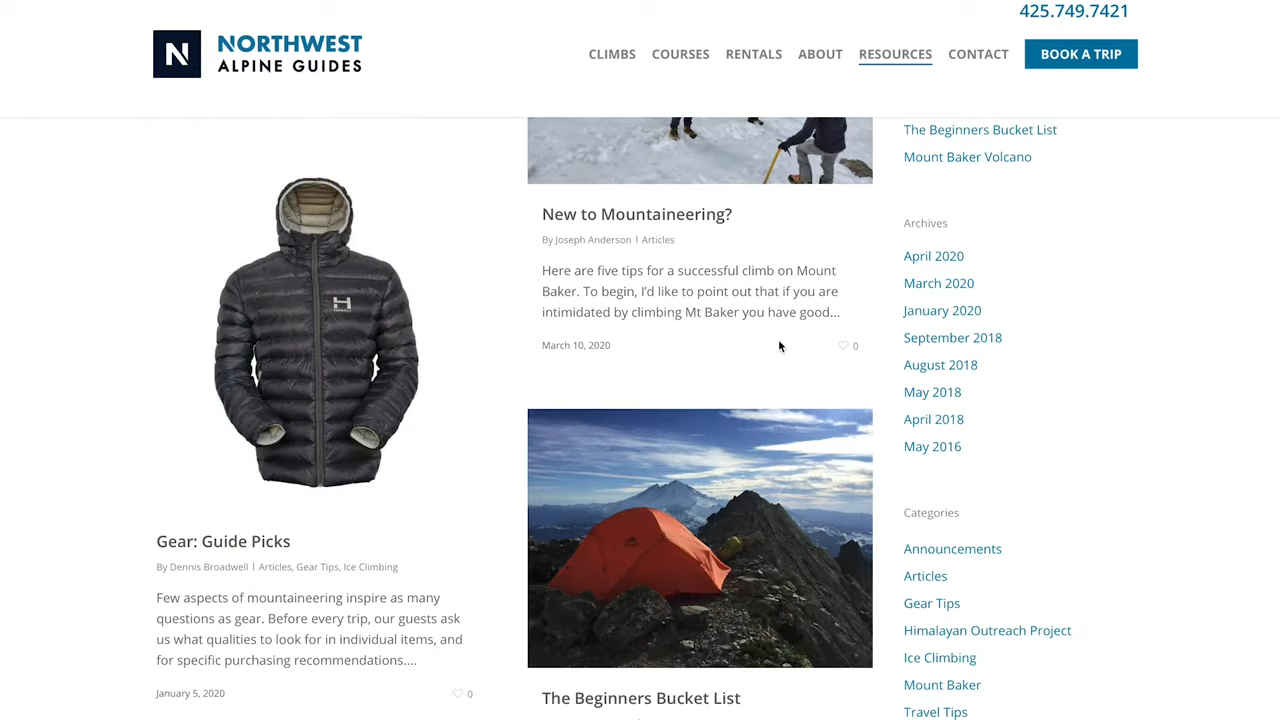 425.749.7421
N NORTHWEST
ALPINE GUIDES
CLIMBS COURSES RENTALS ABOUT RESOURCES CONTACT BOOK A TRIP
H
Gear: Guide Picks
By Dennis Broadwell | Articles, Gear Tips, Ice Climbing
Few aspects of mountaineering inspire as many
questions as gear. Before every trip, our guests ask
us what qualities to look for in individual items, and
for specific purchasing recommendations....
January 5, 2020 0
New to Mountaineering?
By Joseph Anderson | Articles
Here are five tips for a successful climb on Mount
Baker. To begin, I'd like to point out that if you are
intimidated by climbing Mt Baker you have good...
March 10, 2020 0
The Beginners Bucket List
The Beginners Bucket List
Mount Baker Volcano
Archives
April 2020
March 2020
January 2020
September 2018
August 2018
May 2018
April 2018
May 2016
Categories
Announcements
Articles
Gear Tips
Himalayan Outreach Project
Ice Climbing
Mount Baker
Travel Tips